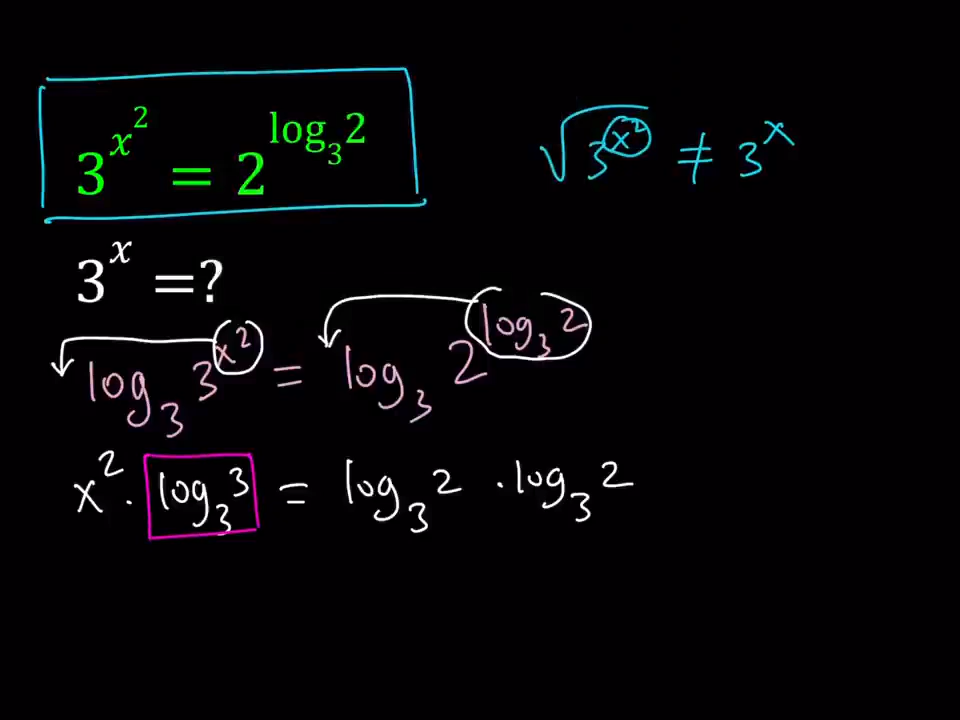 3^{x^2} = 2^{log_3 2}
√(3^{x^2}) ≠ 3^x
3^x =?
log_3 3^{x^2} = log_3 2^{log_3 2}
x^2 · log_3 3 = log_3 2 · log_3 2